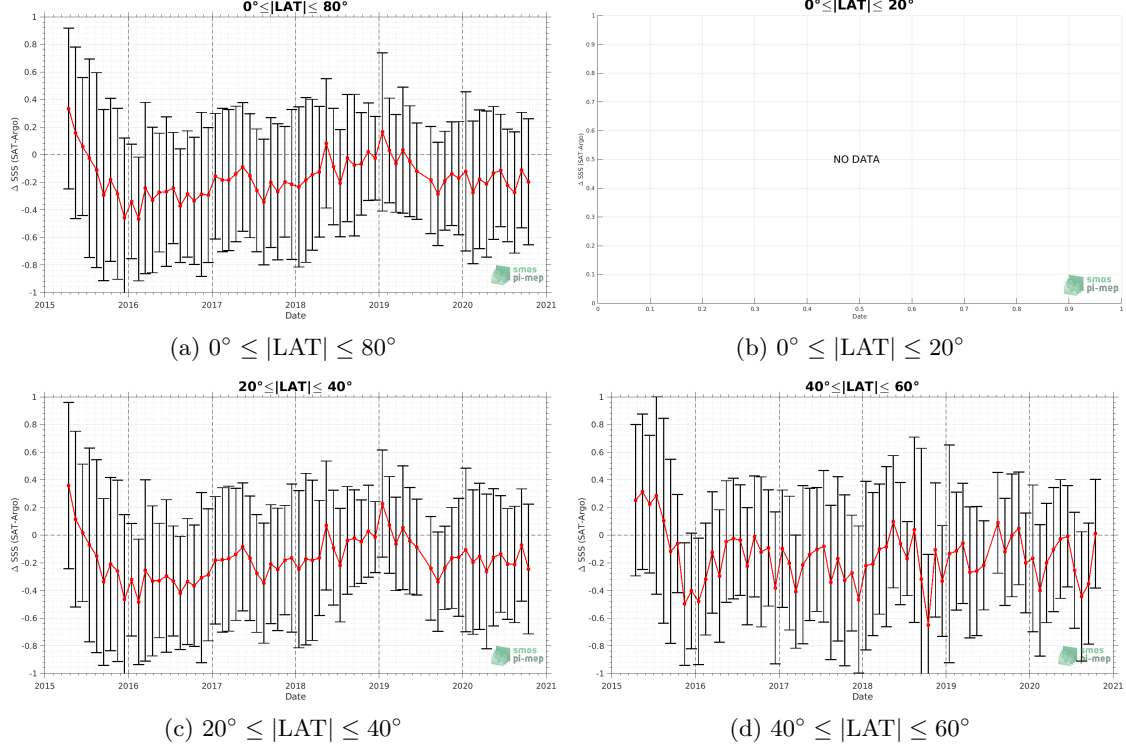 0°≤|LAT|≤ 80°
1
0.8
0.6
0.4
0.2
0
-0.2
-0.4
-0.6
-0.8
-1
Δ SSS (SAT-Argo)
2015 2016 2017 2018 2019 2020 2021
Date
smos
pi-mep
(a) 0° ≤ |LAT| ≤ 80°
0°≤|LAT|≤ 20°
1
0.9
0.8
0.7
0.6
0.5
0.4
0.3
0.2
0.1
0
Δ SSS (SAT-Argo)
NO DATA
0 0.1 0.2 0.3 0.4 0.5 0.6 0.7 0.8 0.9 1
Date
smos
pi-mep
(b) 0° ≤ |LAT| ≤ 20°
20°≤|LAT|≤ 40°
1
0.8
0.6
0.4
0.2
0
-0.2
-0.4
-0.6
-0.8
-1
Δ SSS (SAT-Argo)
2015 2016 2017 2018 2019 2020 2021
Date
smos
pi-mep
(c) 20° ≤ |LAT| ≤ 40°
40°≤|LAT|≤ 60°
1
0.8
0.6
0.4
0.2
0
-0.2
-0.4
-0.6
-0.8
-1
Δ SSS (SAT-Argo)
2015 2016 2017 2018 2019 2020 2021
Date
smos
pi-mep
(d) 40° ≤ |LAT| ≤ 60°